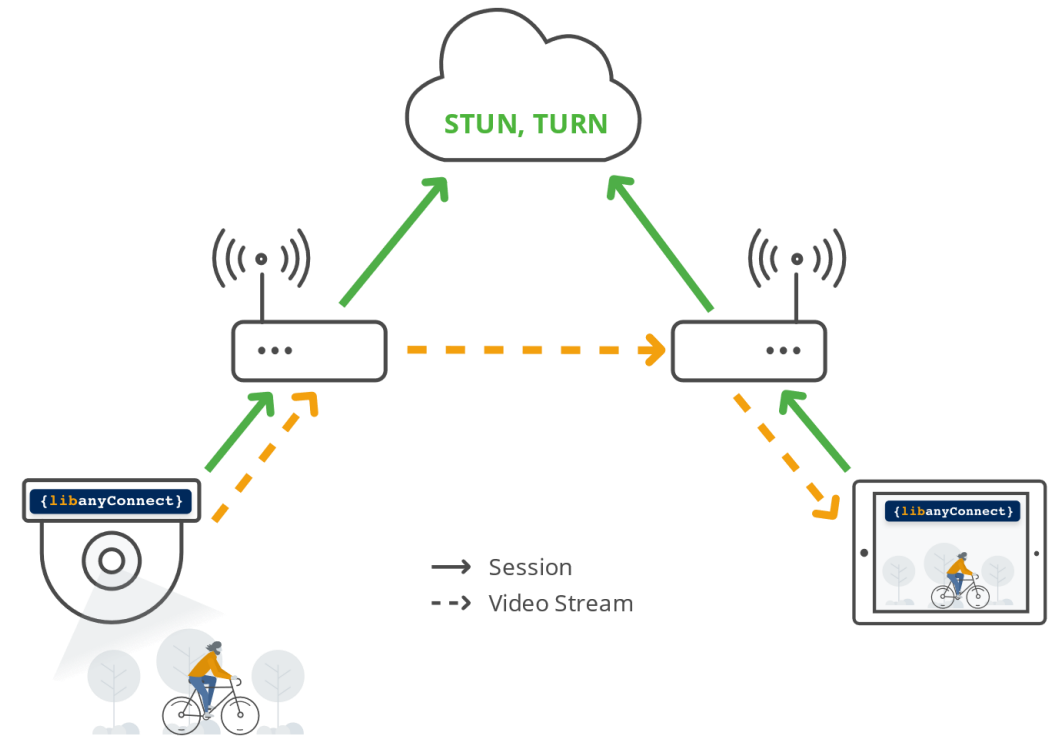 STUN, TURN
{libanyConnect}
{libanyConnect}
Session
Video Stream